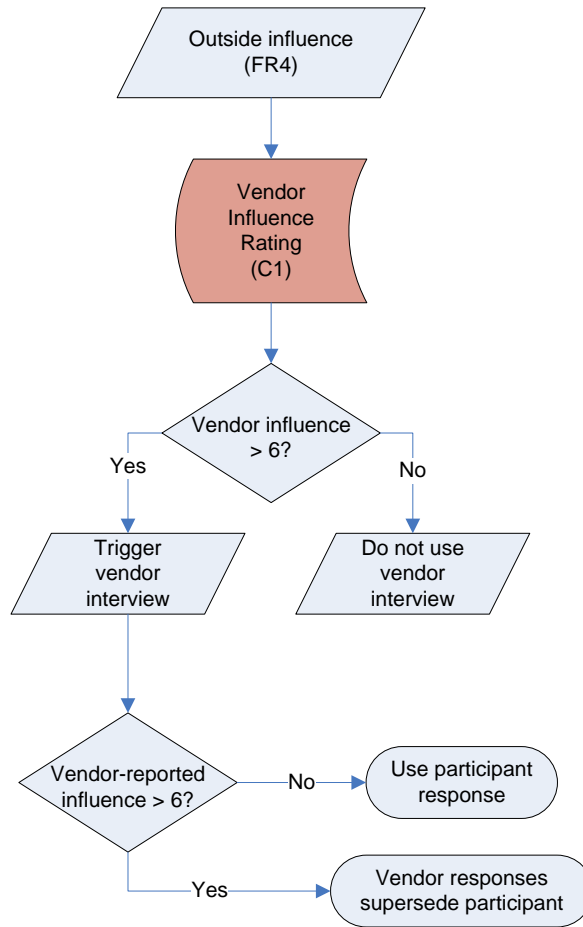 Outside influence
(FR4)
Vendor
Influence
Rating
(C1)
Vendor influence
> 6?
Yes
No
Trigger
vendor
interview
Do not use
vendor
interview
Vendor-reported
influence > 6?
No
Use participant
response
Yes
Vendor responses
supersede participant